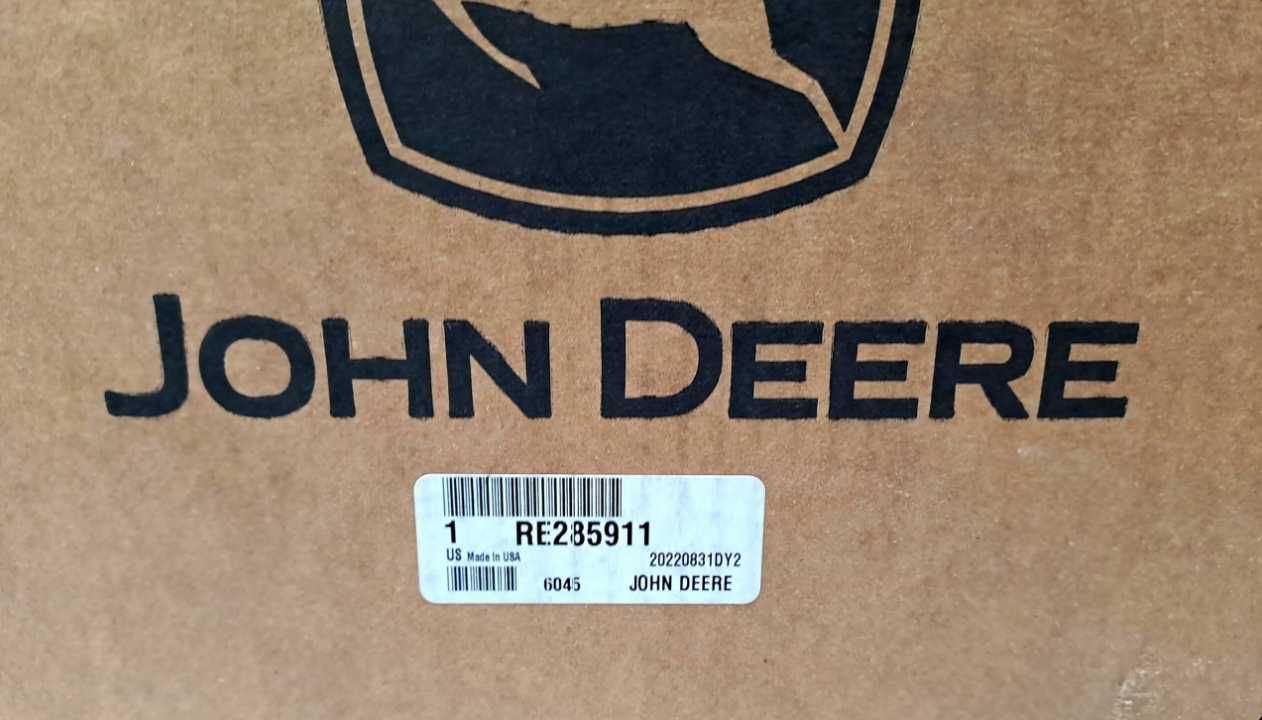 JOHN DEERE
1 RE285911
US Made In USA
20220831DY2
6045 JOHN DEERE